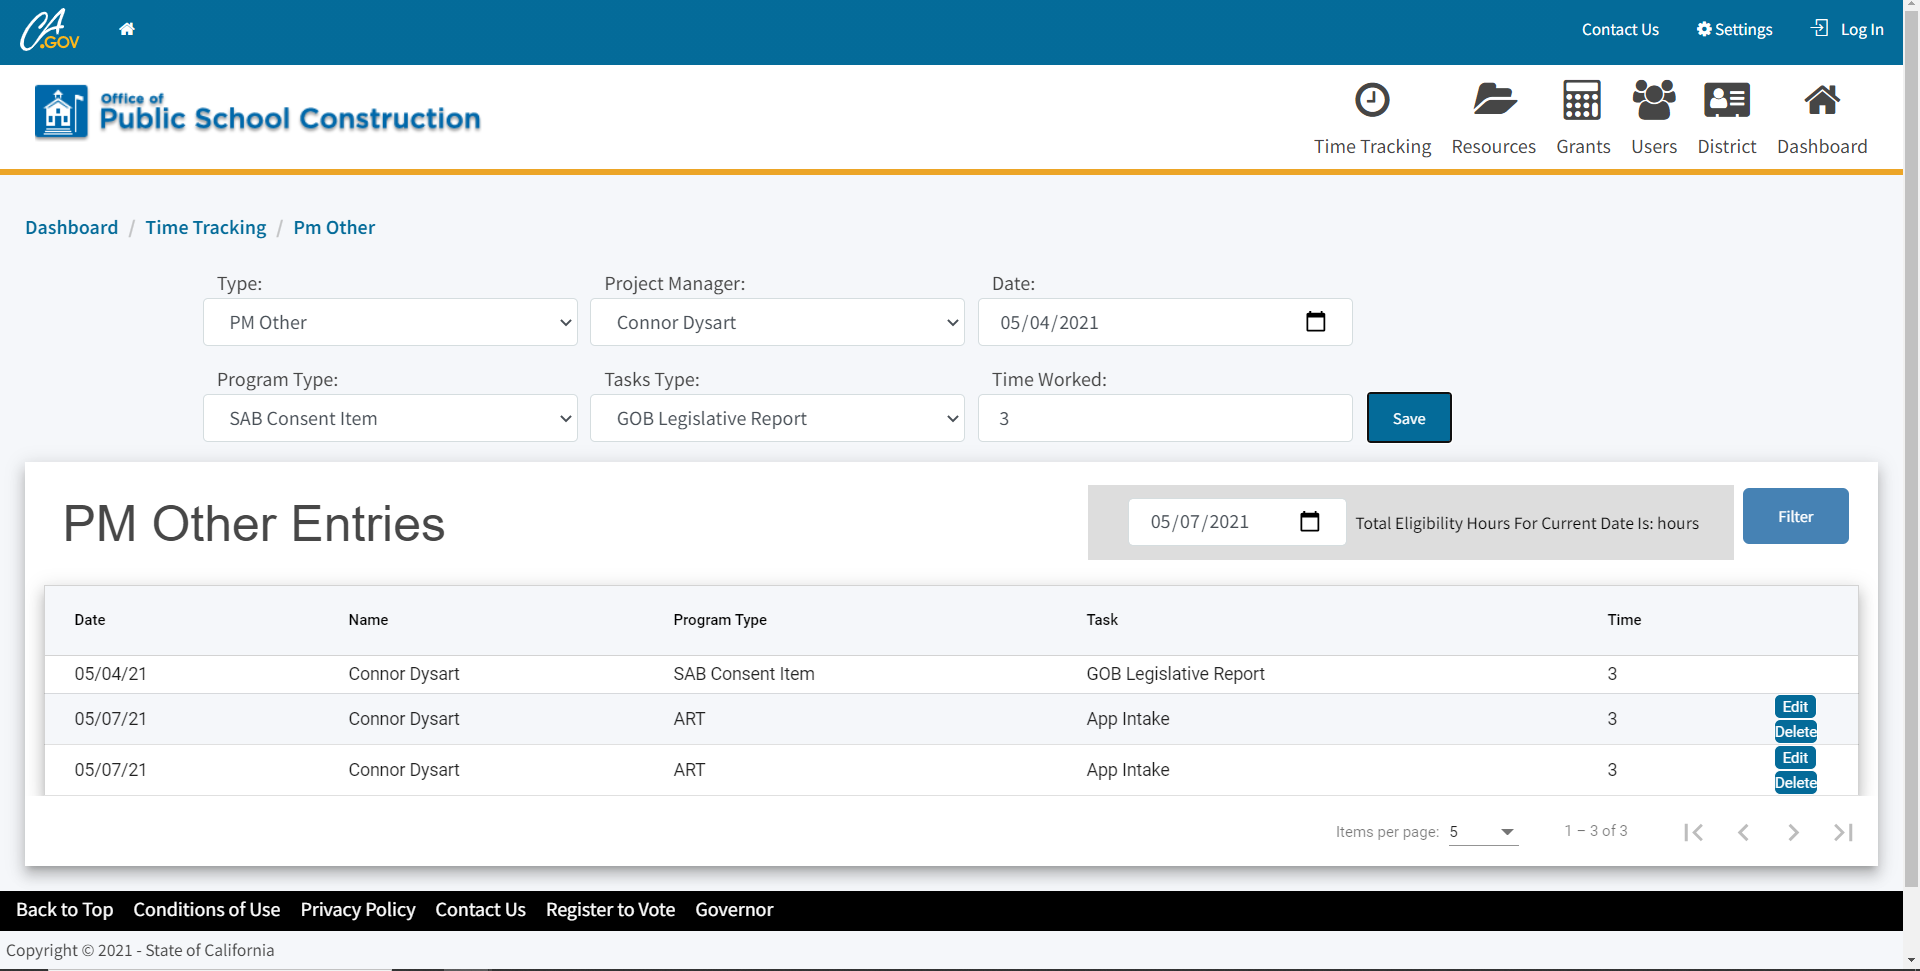 CA.GOV
Contact Us
Settings
Log In
Office of
Public School Construction
Time Tracking
Resources
Grants
Users
District
Dashboard
Dashboard / Time Tracking / Pm Other
Type:
Project Manager:
Date:
PM Other
Connor Dysart
05/04/2021
Program Type:
Tasks Type:
Time Worked:
SAB Consent Item
GOB Legislative Report
3
Save
PM Other Entries
05/07/2021
Total Eligibility Hours For Current Date Is: hours
Filter
Date Name Program Type Task Time
05/04/21 Connor Dysart SAB Consent Item GOB Legislative Report 3
05/07/21 Connor Dysart ART App Intake 3
Edit
Delete
05/07/21 Connor Dysart ART App Intake 3
Edit
Delete
Items per page: 5 1 – 3 of 3
Back to Top Conditions of Use Privacy Policy Contact Us Register to Vote Governor
Copyright © 2021 - State of California